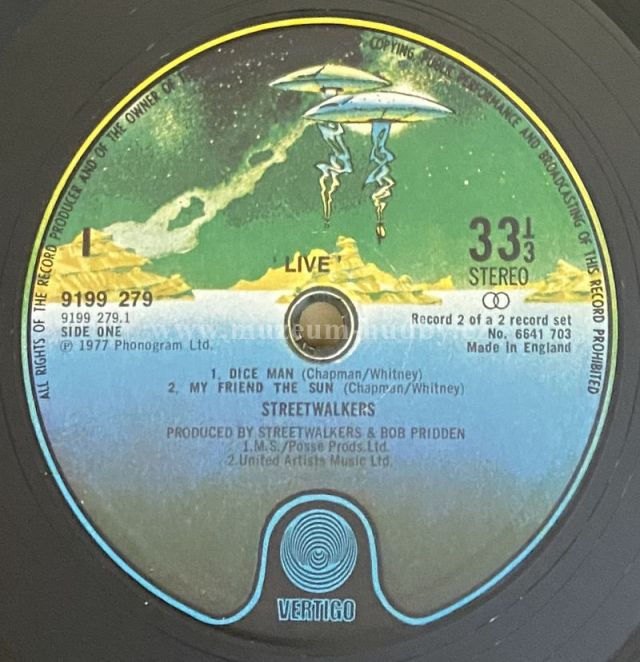 ALL RIGHTS OF THE RECORD PRODUCER AND OF THE OWNER OF
COPYING PUBLIC PERFORMANCE AND BROADCASTING OF THIS RECORD PROHIBITED
1
'LIVE'
33⅓
STEREO
9199 279
9199 279.1
SIDE ONE
Ⓟ 1977 Phonogram Ltd.
Record 2 of a 2 record set
No. 6641 703
Made in England
1. DICE MAN (Chapman/Whitney)
2. MY FRIEND THE SUN (Chapman/Whitney)
STREETWALKERS
PRODUCED BY STREETWALKERS & BOB PRIDDEN
1.M.S./Posse Prods.Ltd.
2.United Artists Music Ltd.
VERTIGO